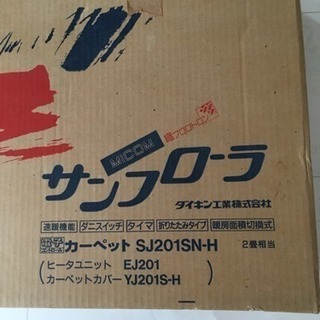 MICOM
サンフローラ
ダイキン工業株式会社
速暖機能 ダニスイッチ タイマ 折りたたみタイプ 暖房面積切換式
カーペット SJ201SN-H 2畳相当
(ヒータユニット EJ201
カーペットカバー YJ201S-H)